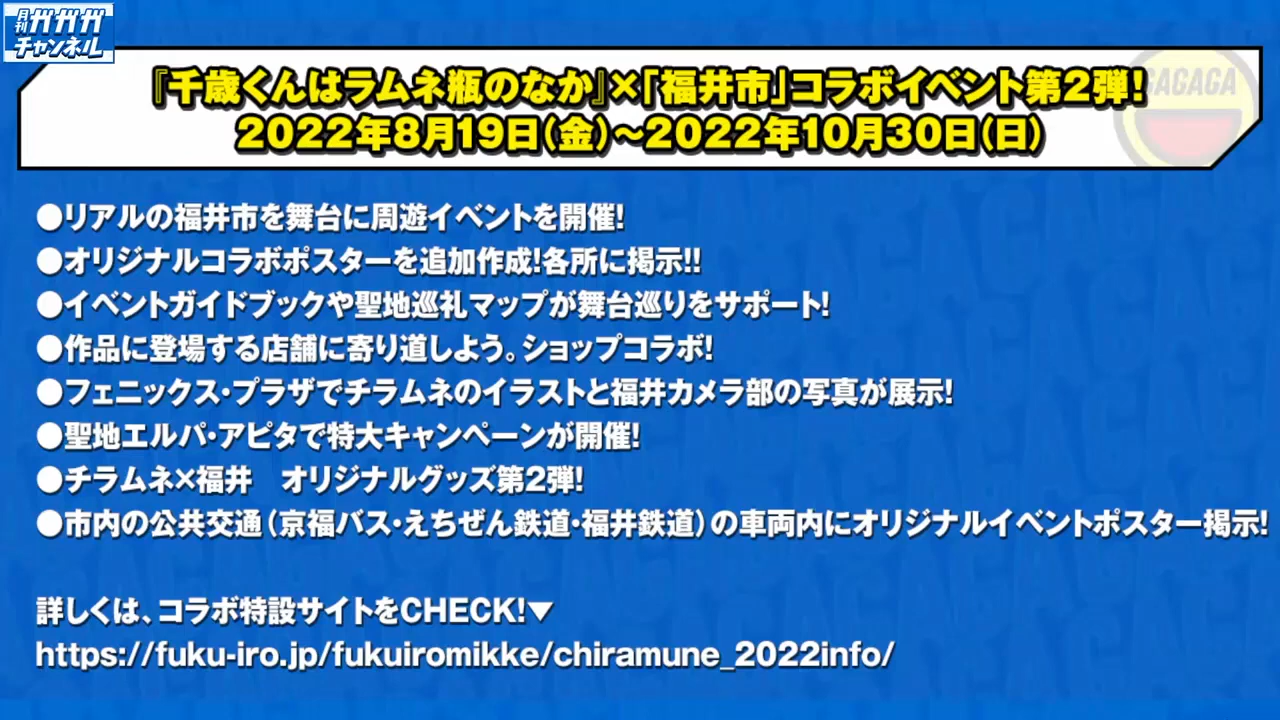 月刊ガガガ
チャンネル
GAGAGA
『千歳くんはラムネ瓶のなか』×「福井市」コラボイベント第2弾!
2022年8月19日(金)~2022年10月30日(日)
●リアルの福井市を舞台に周遊イベントを開催!
●オリジナルコラボポスターを追加作成!各所に掲示!!
●イベントガイドブックや聖地巡礼マップが舞台巡りをサポート!
●作品に登場する店舗に寄り道しよう。ショップコラボ!
●フェニックス・プラザでチラムネのイラストと福井カメラ部の写真が展示!
●聖地エルパ・アピタで特大キャンペーンが開催!
●チラムネ×福井　オリジナルグッズ第2弾!
●市内の公共交通(京福バス・えちぜん鉄道・福井鉄道)の車両内にオリジナルイベントポスター掲示!
詳しくは、コラボ特設サイトをCHECK!▼
https://fuku-iro.jp/fukuiromikke/chiramune_2022info/